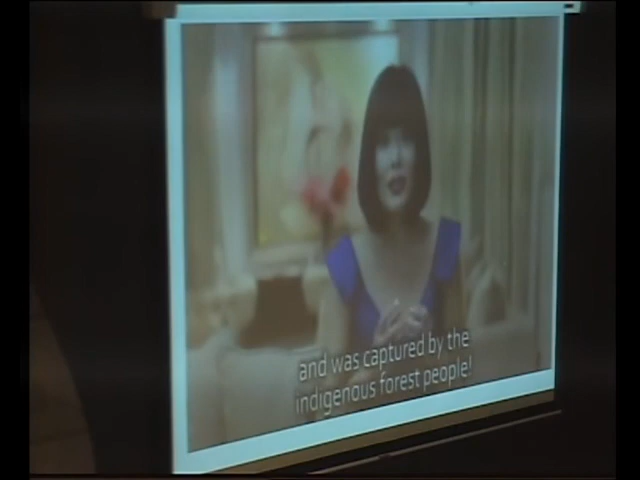 and was captured by the
indigenous forest people!